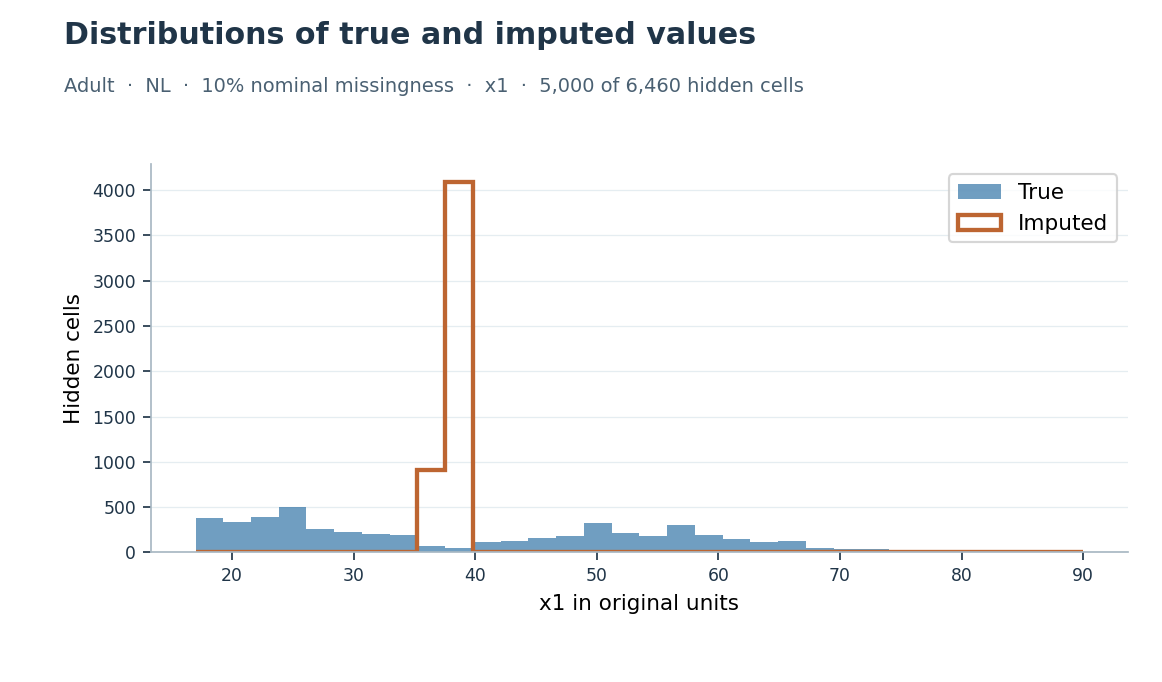 Distributions of true and imputed values
Adult · NL · 10% nominal missingness · x1 · 5,000 of 6,460 hidden cells
True
Imputed
Hidden cells
4000
3500
3000
2500
2000
1500
1000
500
0
20 30 40 50 60 70 80 90
x1 in original units